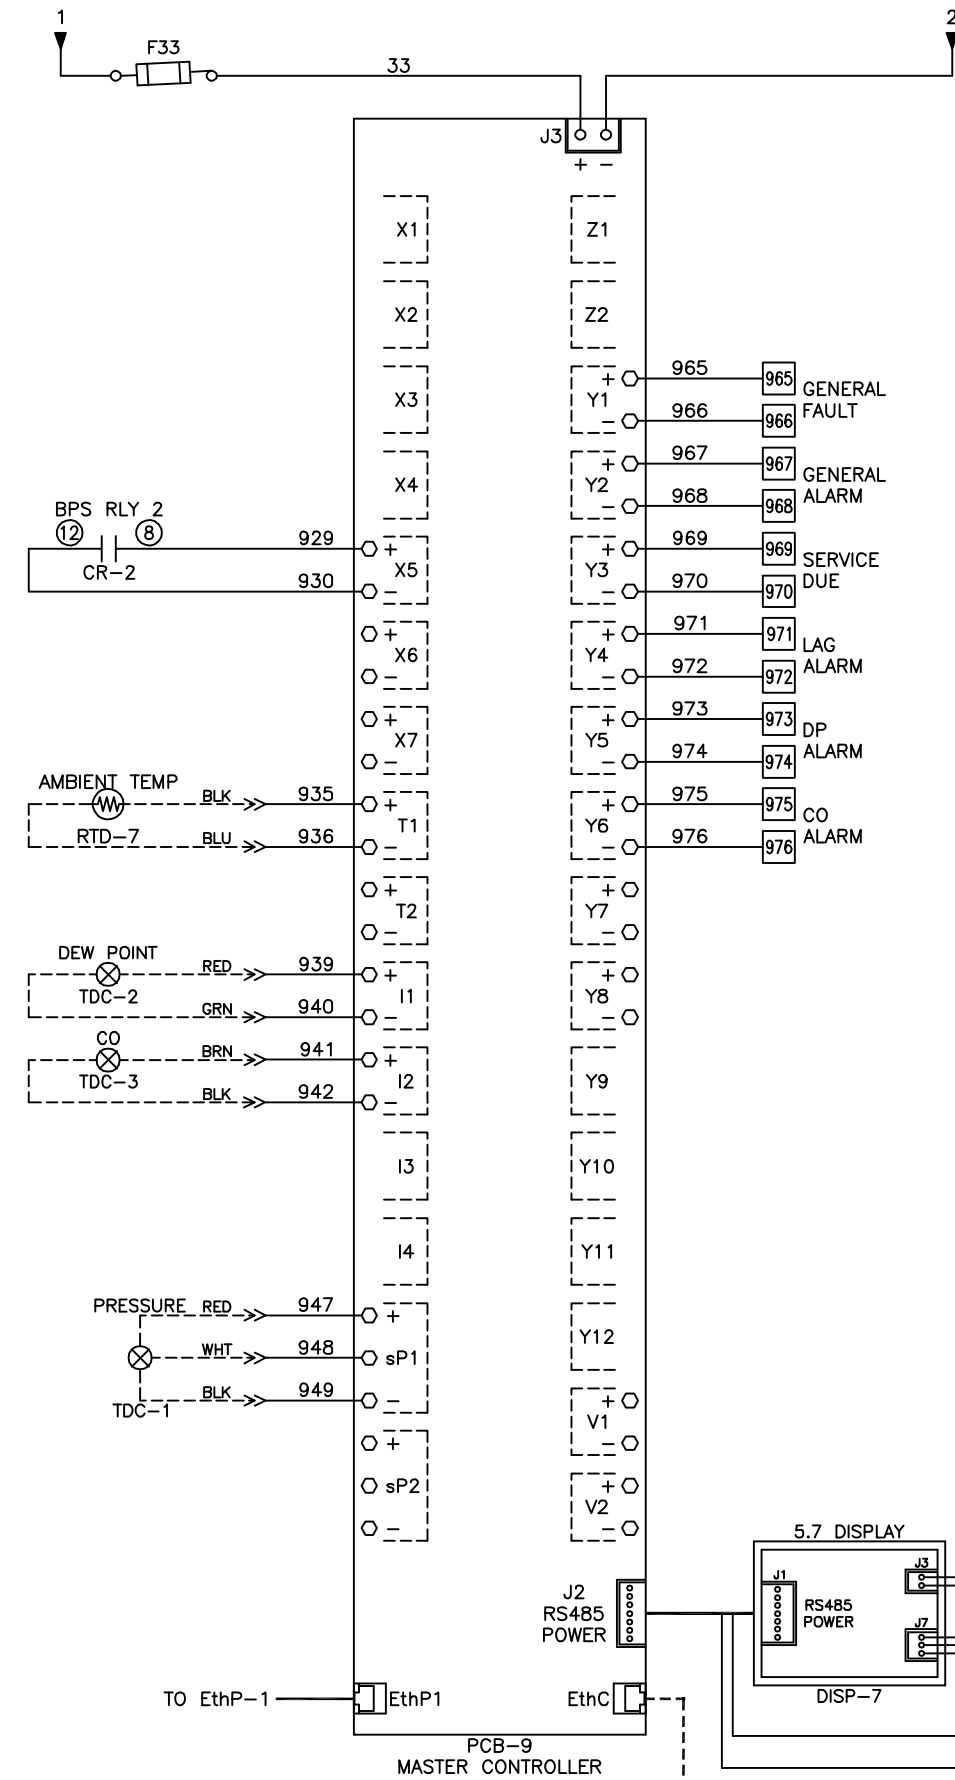 1
2
F33
33
J3
+ −
X1
Z1
X2
Z2
X3
+
Y1
−
965
965
966
966
GENERAL
FAULT
X4
+
Y2
−
967
967
968
968
GENERAL
ALARM
BPS RLY 2
12
8
CR−2
929
930
+
X5
−
+
Y3
−
969
969
970
970
SERVICE
DUE
+
X6
−
+
Y4
−
971
971
972
972
LAG
ALARM
+
X7
−
+
Y5
−
973
973
974
974
DP
ALARM
AMBIENT TEMP
RTD−7
BLK
935
BLU
936
+
T1
−
+
Y6
−
975
975
976
976
CO
ALARM
+
T2
−
+
Y7
−
DEW POINT
TDC−2
RED
939
GRN
940
+
I1
−
+
Y8
−
CO
TDC−3
BRN
941
BLK
942
+
I2
−
Y9
I3
Y10
I4
Y11
PRESSURE
RED
947
WHT
948
BLK
949
TDC−1
+
sP1
−
Y12
+
V1
−
+
sP2
−
+
V2
−
5.7 DISPLAY
J1
J3
RS485
POWER
J7
DISP−7
J2
RS485
POWER
TO EthP−1
EthP1
EthC
PCB−9
MASTER CONTROLLER